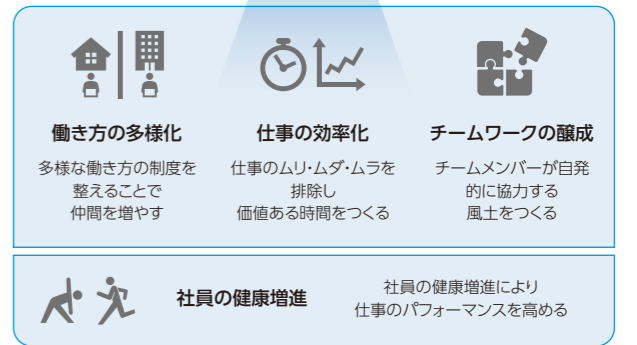 働き方の多様化
多様な働き方の制度を
整えることで
仲間を増やす
仕事の効率化
仕事のムリ・ムダ・ムラを
排除し
価値ある時間をつくる
チームワークの醸成
チームメンバーが自発
的に協力する
風土をつくる
社員の健康増進
社員の健康増進により
仕事のパフォーマンスを高める